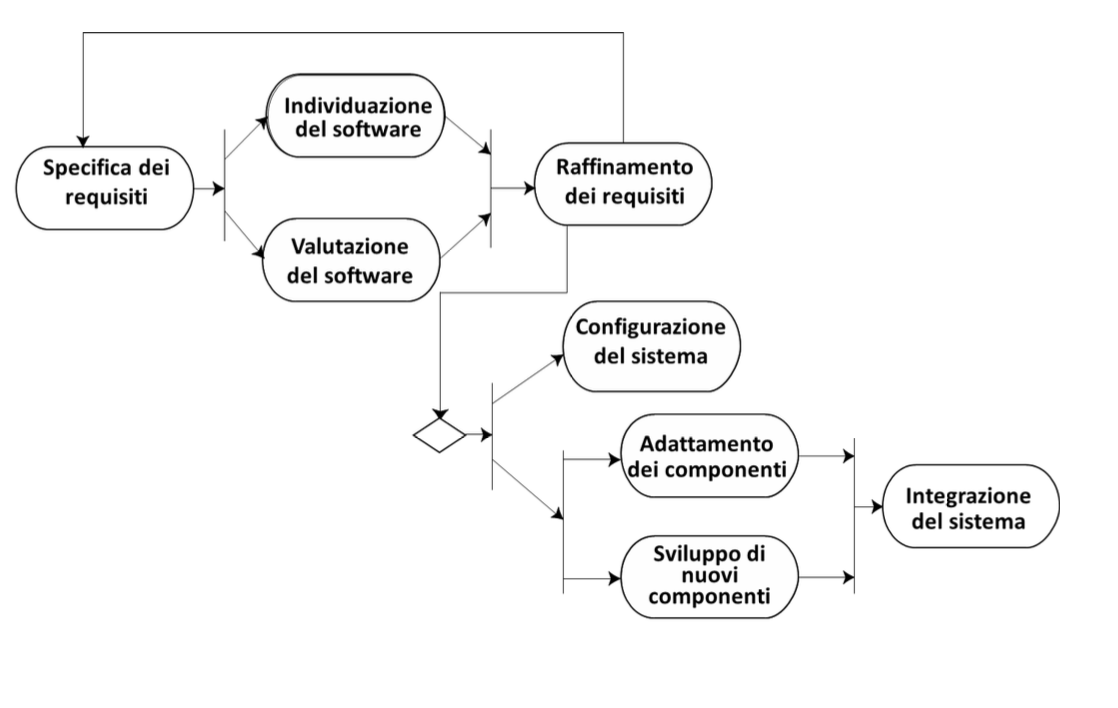 Individuazione
del software
Specifica dei
requisiti
Raffinamento
dei requisiti
Valutazione
del software
Configurazione
del sistema
Adattamento
dei componenti
Integrazione
del sistema
Sviluppo di
nuovi
componenti